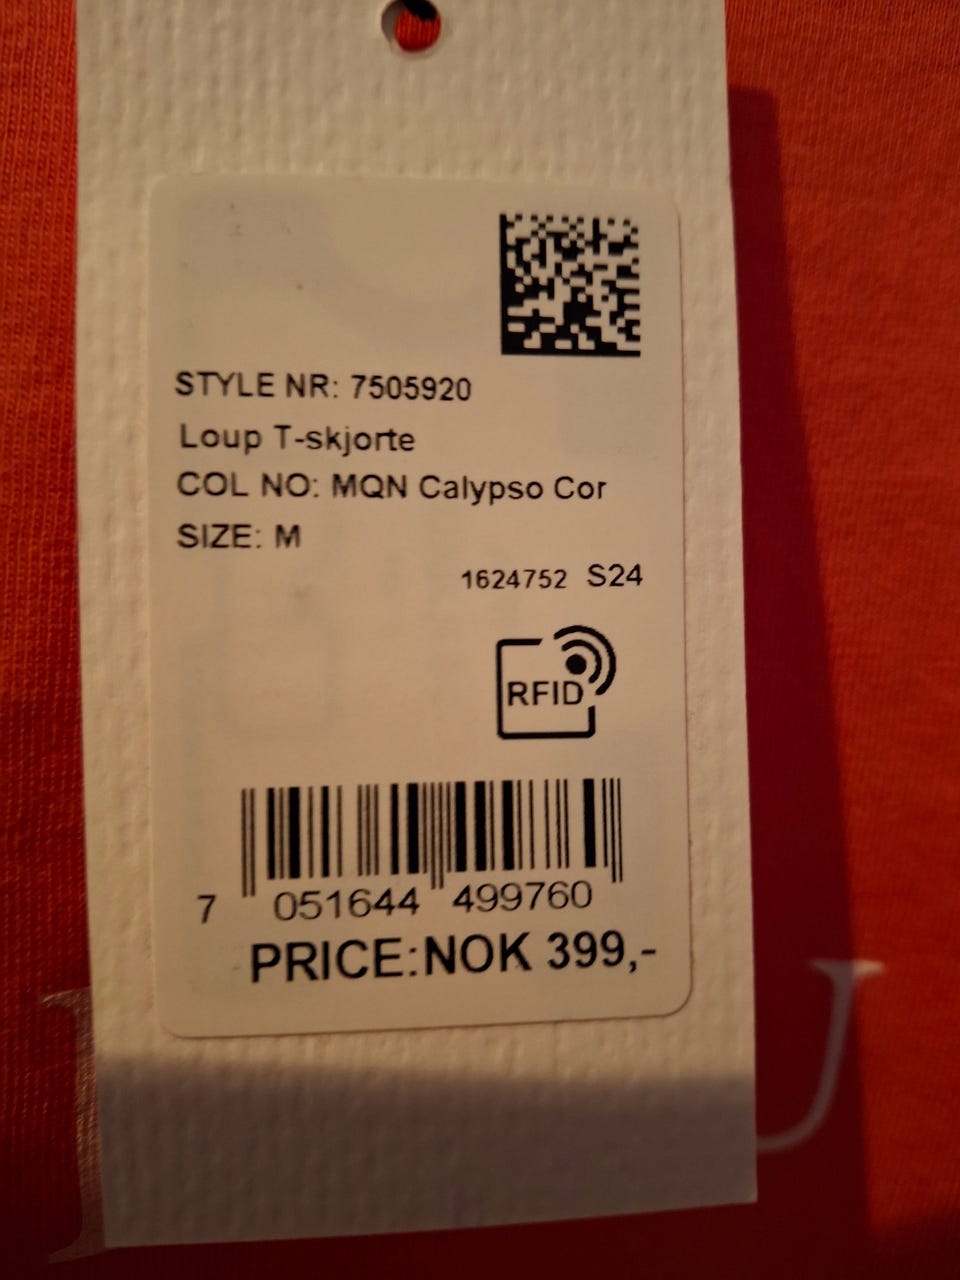 STYLE NR: 7505920
Loup T-skjorte
COL NO: MQN Calypso Cor
SIZE: M
1624752 S24
RFID
7 051644 499760
PRICE:NOK 399,-
U